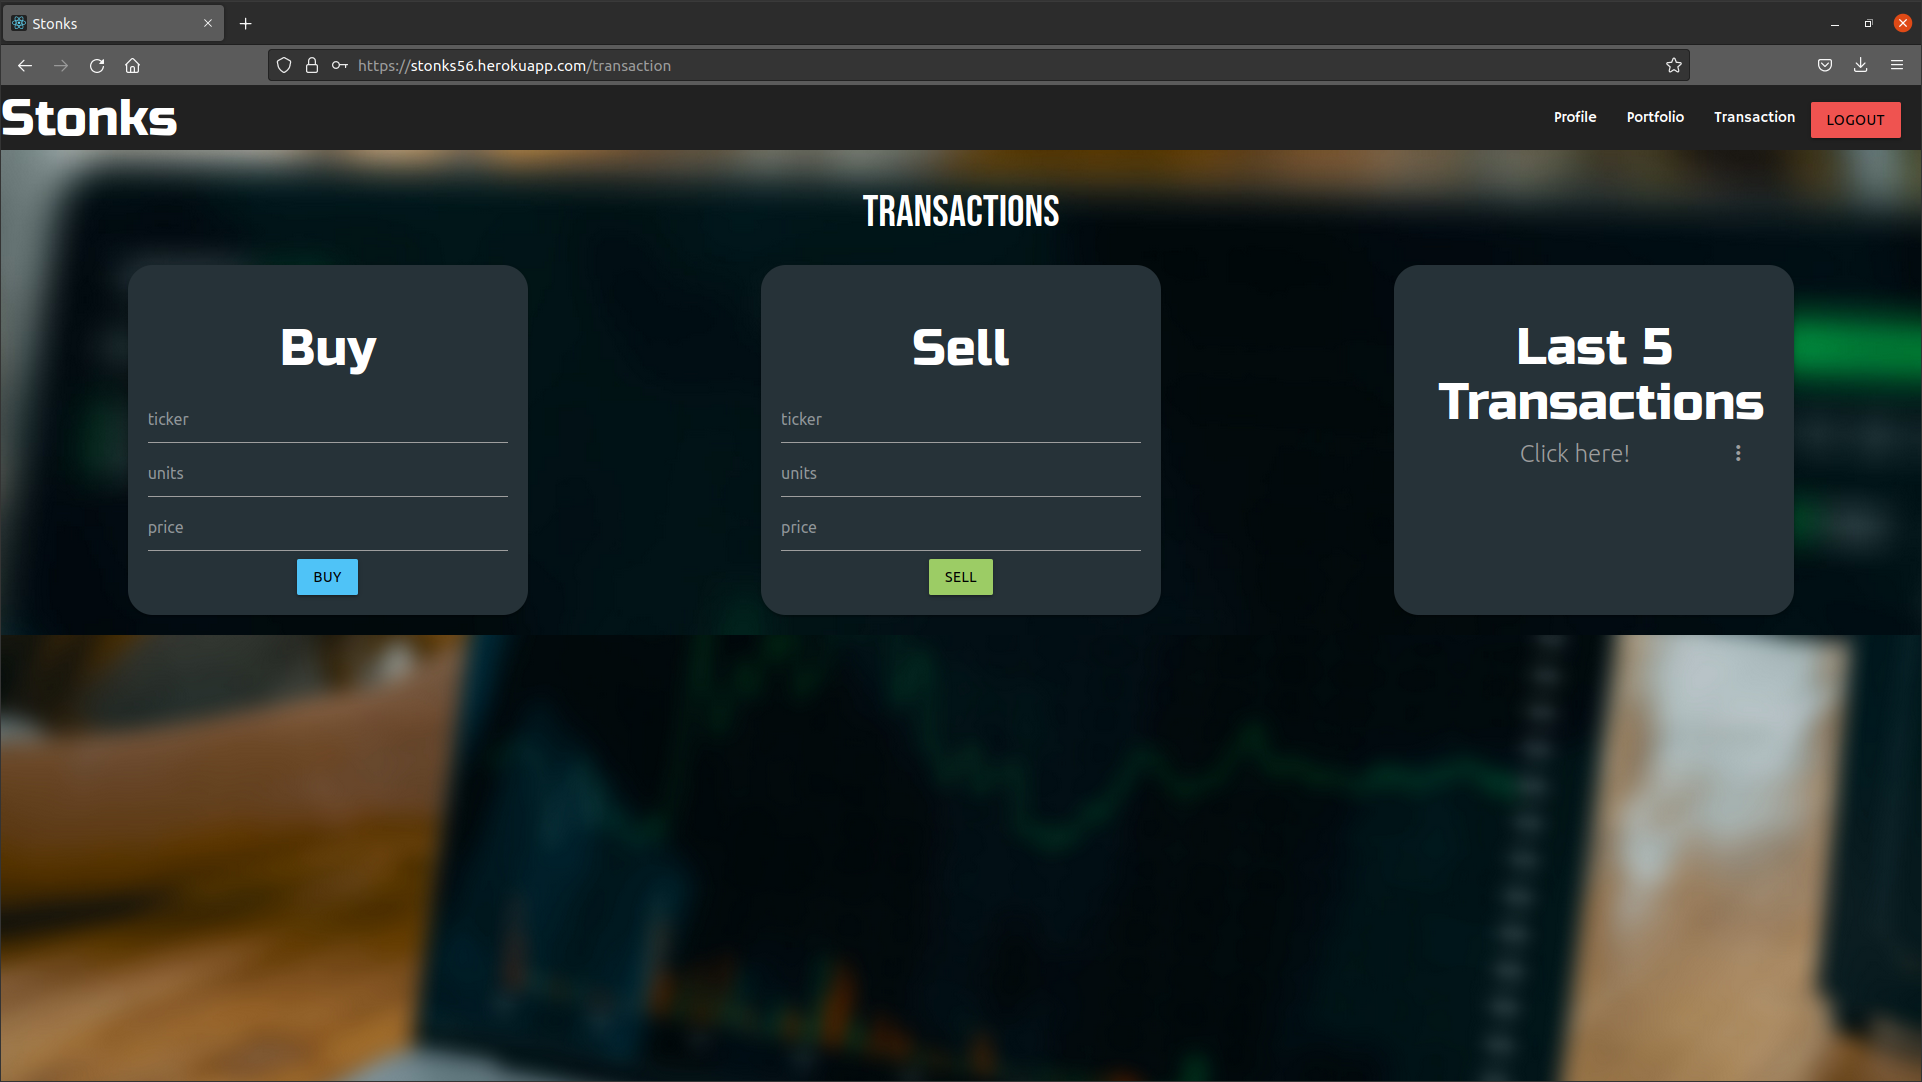 Stonks
https://stonks56.herokuapp.com/transaction
Stonks
Profile Portfolio Transaction LOGOUT
TRANSACTIONS
Buy
ticker
units
price
BUY
Sell
ticker
units
price
SELL
Last 5
Transactions
Click here!